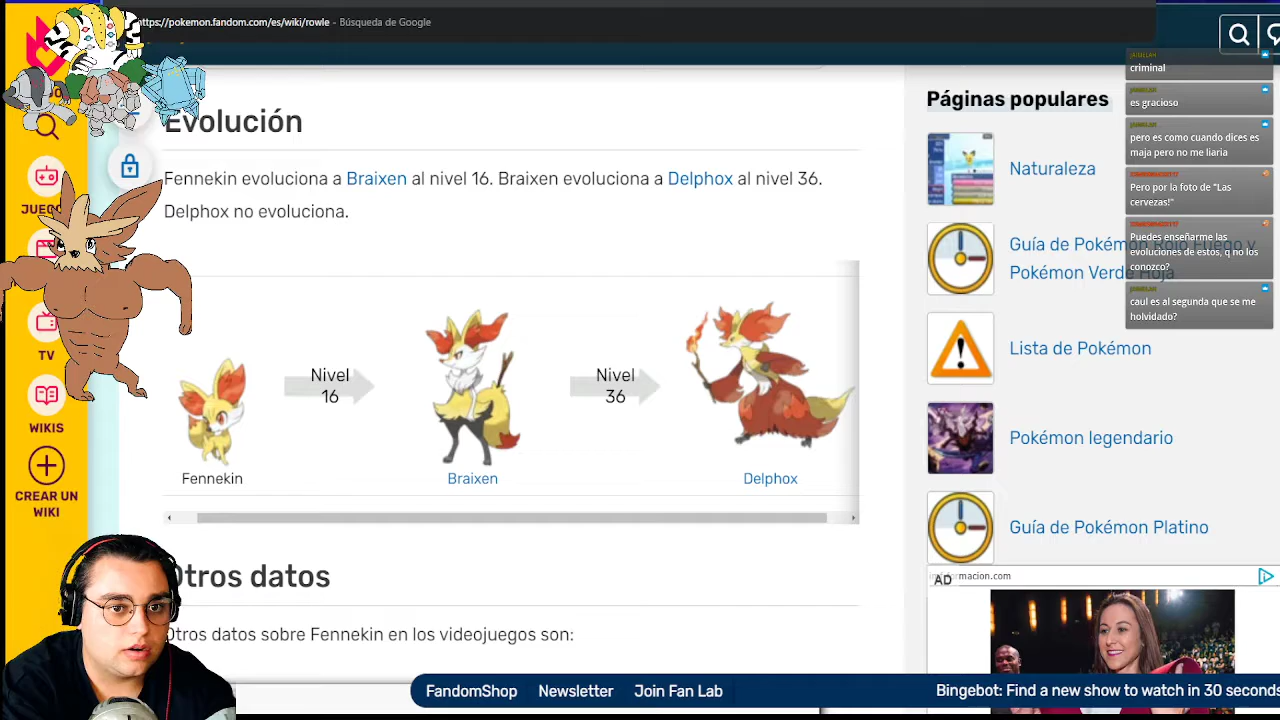 https://pokemon.fandom.com/es/wiki/rowle - Búsqueda de Google
Evolución
Fennekin evoluciona a Braixen al nivel 16. Braixen evoluciona a Delphox al nivel 36.
Delphox no evoluciona.
Nivel
16
Nivel
36
Fennekin
Braixen
Delphox
Otros datos
Otros datos sobre Fennekin en los videojuegos son:
TV
WIKIS
CREAR UN
WIKI
Páginas populares
Naturaleza
Guía de Pokémon Rojo Fuego y
Pokémon Verde Hoja
Lista de Pokémon
Pokémon legendario
Guía de Pokémon Platino
criminal
es gracioso
pero es como cuando dices es
maja pero no me liaria
Pero por la foto de "Las
cervezas!"
Puedes enseñarme las
evoluciones de estos, q no los
conozco?
caul es al segunda que se me
holvidado?
AD
FandomShop
Newsletter
Join Fan Lab
Bingebot: Find a new show to watch in 30 seconds